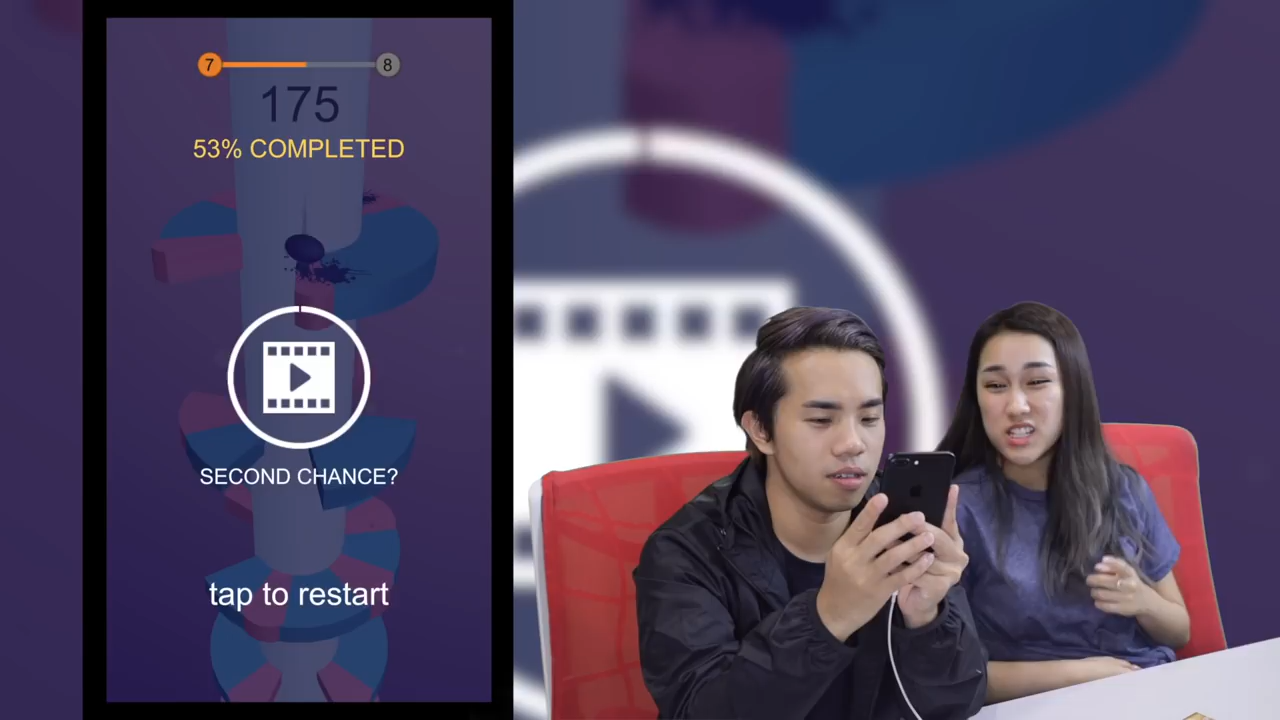 7 8
175
53% COMPLETED
SECOND CHANCE?
tap to restart